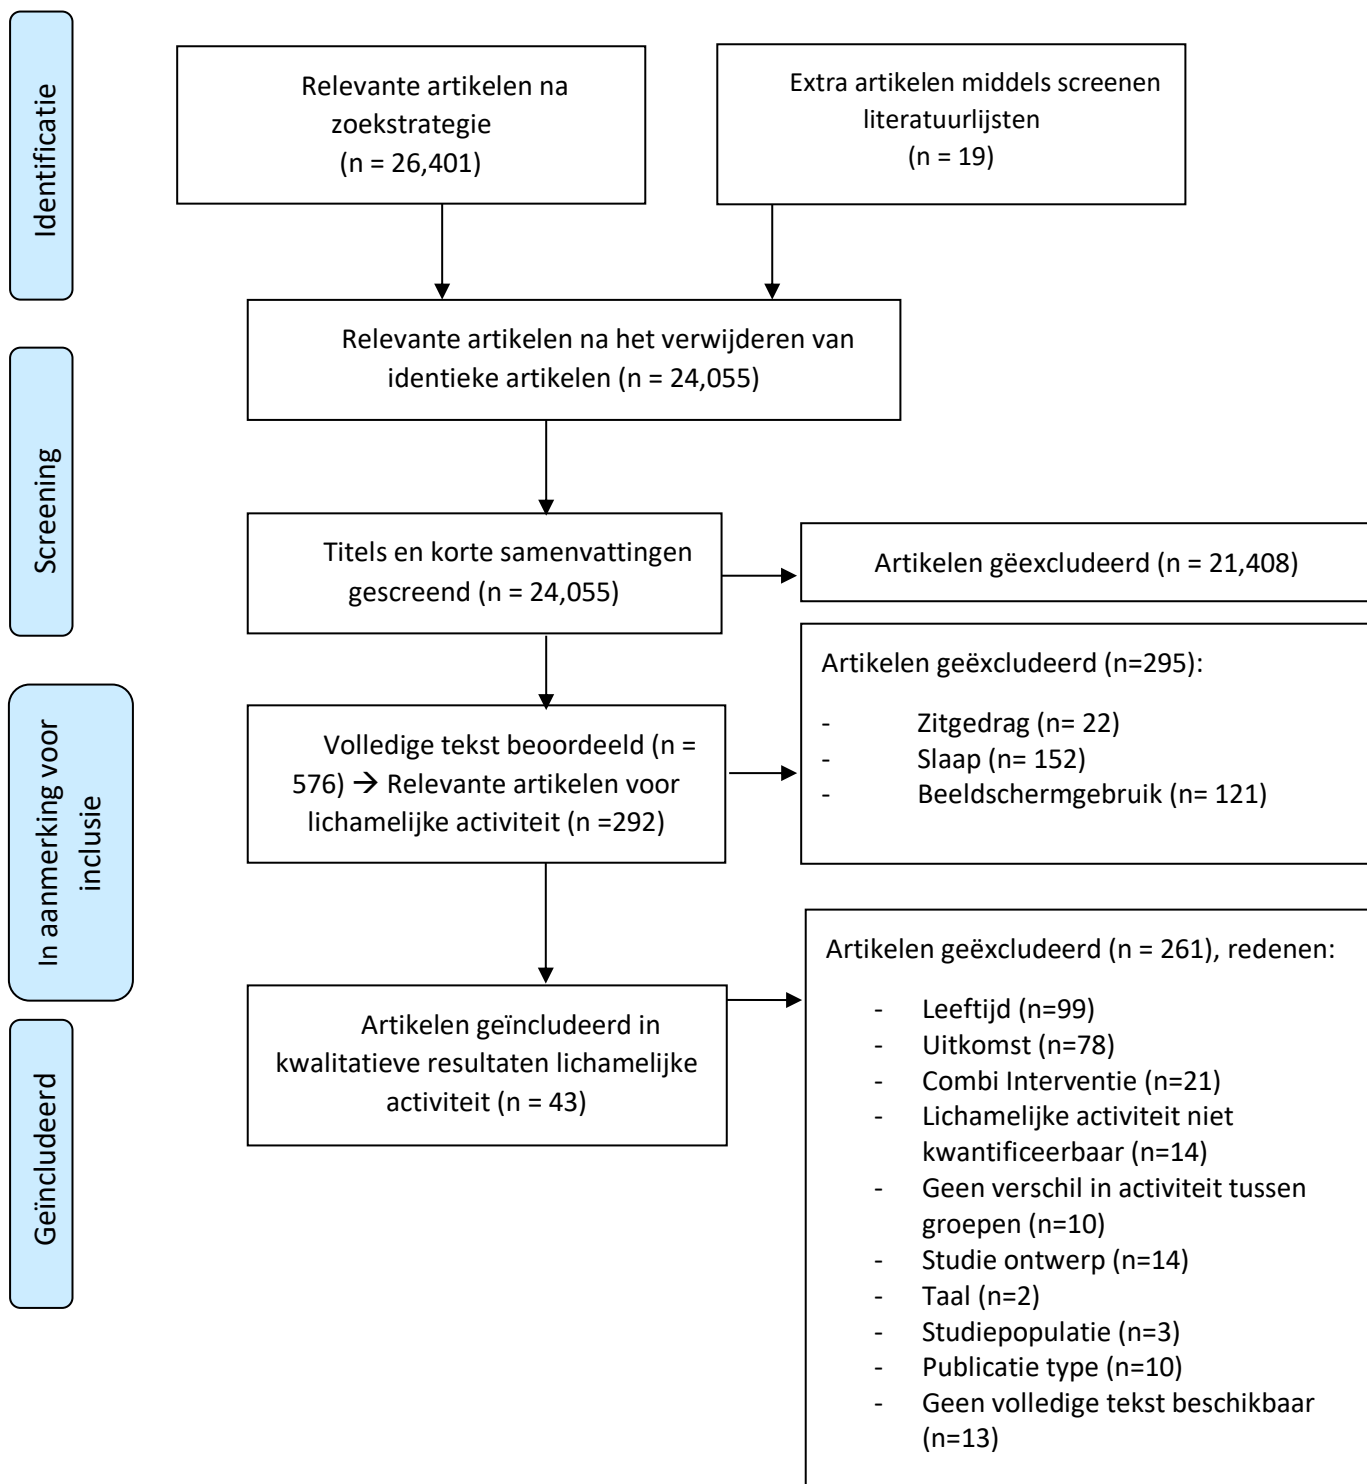 Identificatie
Relevante artikelen na
zoekstrategie
(n = 26,401)
Extra artikelen middels screenen
literatuurlijsten
(n = 19)
Relevante artikelen na het verwijderen van
identieke artikelen (n = 24,055)
Screening
Titels en korte samenvattingen
gescreend (n = 24,055)
Artikelen gëexcludeerd (n = 21,408)
In aanmerking voor
inclusie
Volledige tekst beoordeeld (n =
576) → Relevante artikelen voor
lichamelijke activiteit (n =292)
Artikelen geëxcludeerd (n=295):
- Zitgedrag (n= 22)
- Slaap (n= 152)
- Beeldschermgebruik (n= 121)
Geïncludeerd
Artikelen geïncludeerd in
kwalitatieve resultaten lichamelijke
activiteit (n = 43)
Artikelen geëxcludeerd (n = 261), redenen:
- Leeftijd (n=99)
- Uitkomst (n=78)
- Combi Interventie (n=21)
- Lichamelijke activiteit niet
kwantificeerbaar (n=14)
- Geen verschil in activiteit tussen
groepen (n=10)
- Studie ontwerp (n=14)
- Taal (n=2)
- Studiepopulatie (n=3)
- Publicatie type (n=10)
- Geen volledige tekst beschikbaar
(n=13)